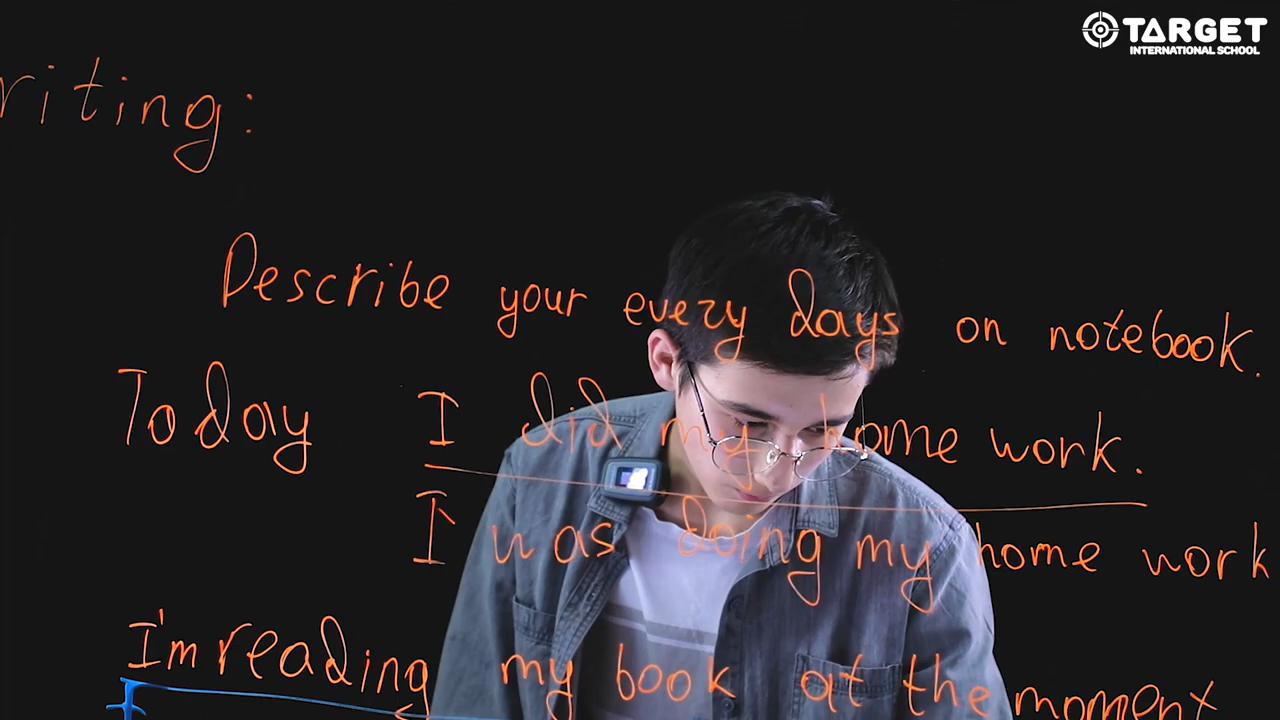 TARGET
INTERNATIONAL SCHOOL
riting:
Describe your every days on notebook.
Today I did my home work.
I was doing my home work
I'm reading my book at the moment